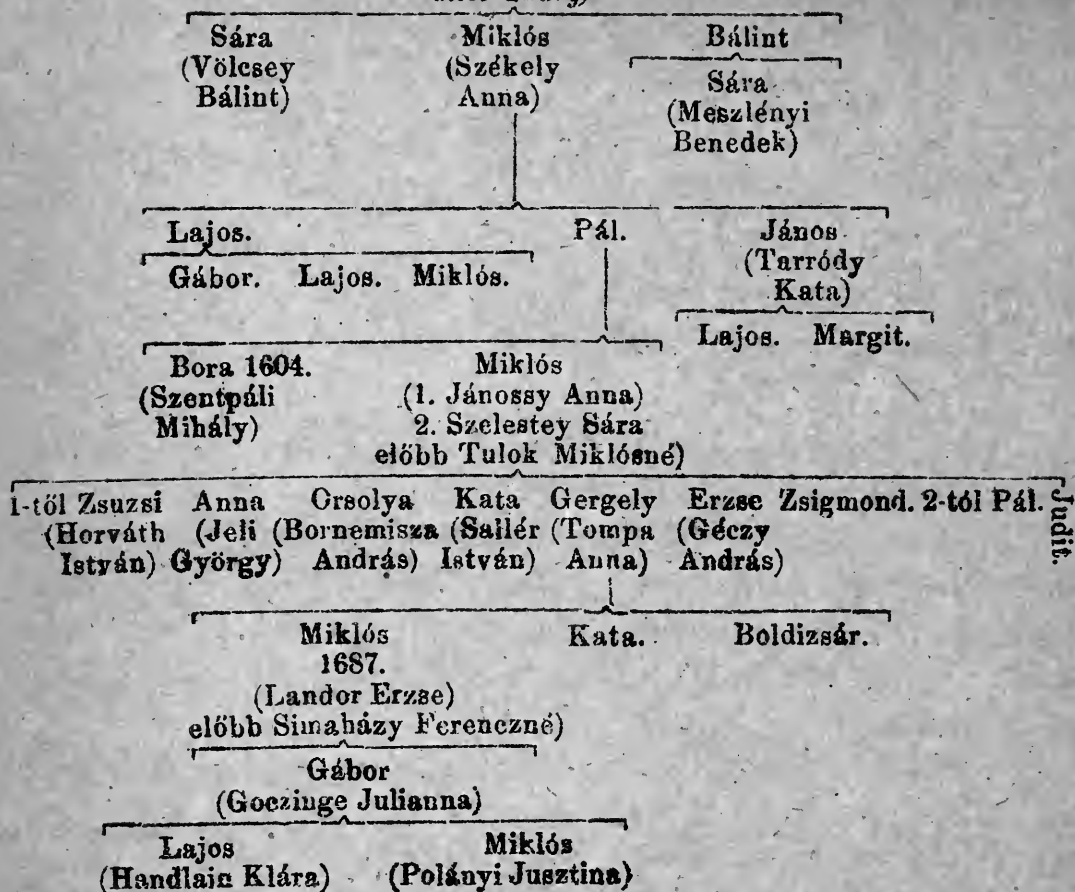 Sára Miklós Bálint
(Völcsey (Székely
Bálint) Anna) Sára
(Meszlényi
Benedek)
Lajos. Pál. János
(Tarródy
Gábor. Lajos. Miklós. Kata)
Lajos. Margit.
Bora 1604. Miklós
(Szentpáli (1. Jánossy Anna)
Mihály) 2. Szelestey Sára
előbb Tulok Miklósné)
1-től Zsuzsi Anna Orsolya Kata Gergely Erzse Zsigmond. 2-tól Pál. Judit.
(Horváth (Jeli (Bornemisza (Sallér (Tompa (Géczy
István) György) András) István) Anna) András)
Miklós Kata. Boldizsár.
1687.
(Landor Erzse)
előbb Simaházy Ferenczné)
Gábor
(Goczinge Julianna)
Lajos Miklós
(Handlain Klára) (Polányi Jusztina)